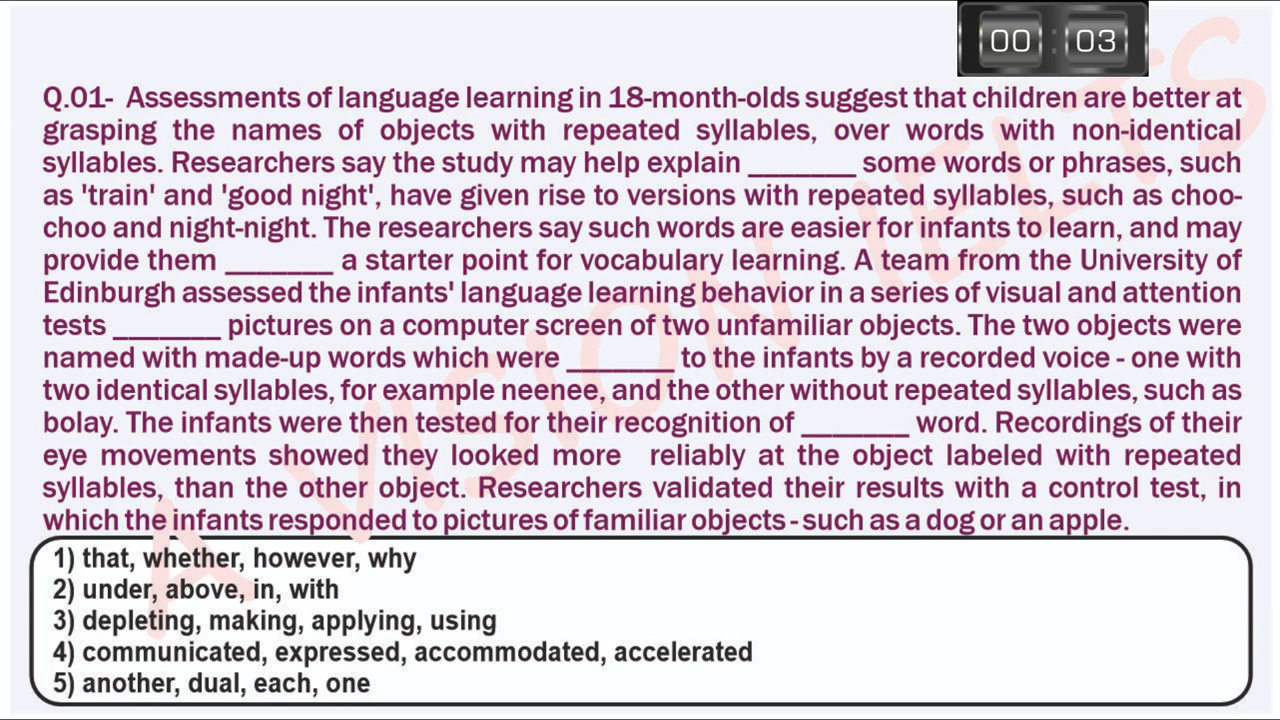 00:03
Q.01- Assessments of language learning in 18-month-olds suggest that children are better at
grasping the names of objects with repeated syllables, over words with non-identical
syllables. Researchers say the study may help explain _______ some words or phrases, such
as 'train' and 'good night', have given rise to versions with repeated syllables, such as choo-
choo and night-night. The researchers say such words are easier for infants to learn, and may
provide them _______ a starter point for vocabulary learning. A team from the University of
Edinburgh assessed the infants' language learning behavior in a series of visual and attention
tests _______ pictures on a computer screen of two unfamiliar objects. The two objects were
named with made-up words which were _______ to the infants by a recorded voice - one with
two identical syllables, for example neenee, and the other without repeated syllables, such as
bolay. The infants were then tested for their recognition of _______ word. Recordings of their
eye movements showed they looked more reliably at the object labeled with repeated
syllables, than the other object. Researchers validated their results with a control test, in
which the infants responded to pictures of familiar objects - such as a dog or an apple.
1) that, whether, however, why
2) under, above, in, with
3) depleting, making, applying, using
4) communicated, expressed, accommodated, accelerated
5) another, dual, each, one
A VISION IELTS